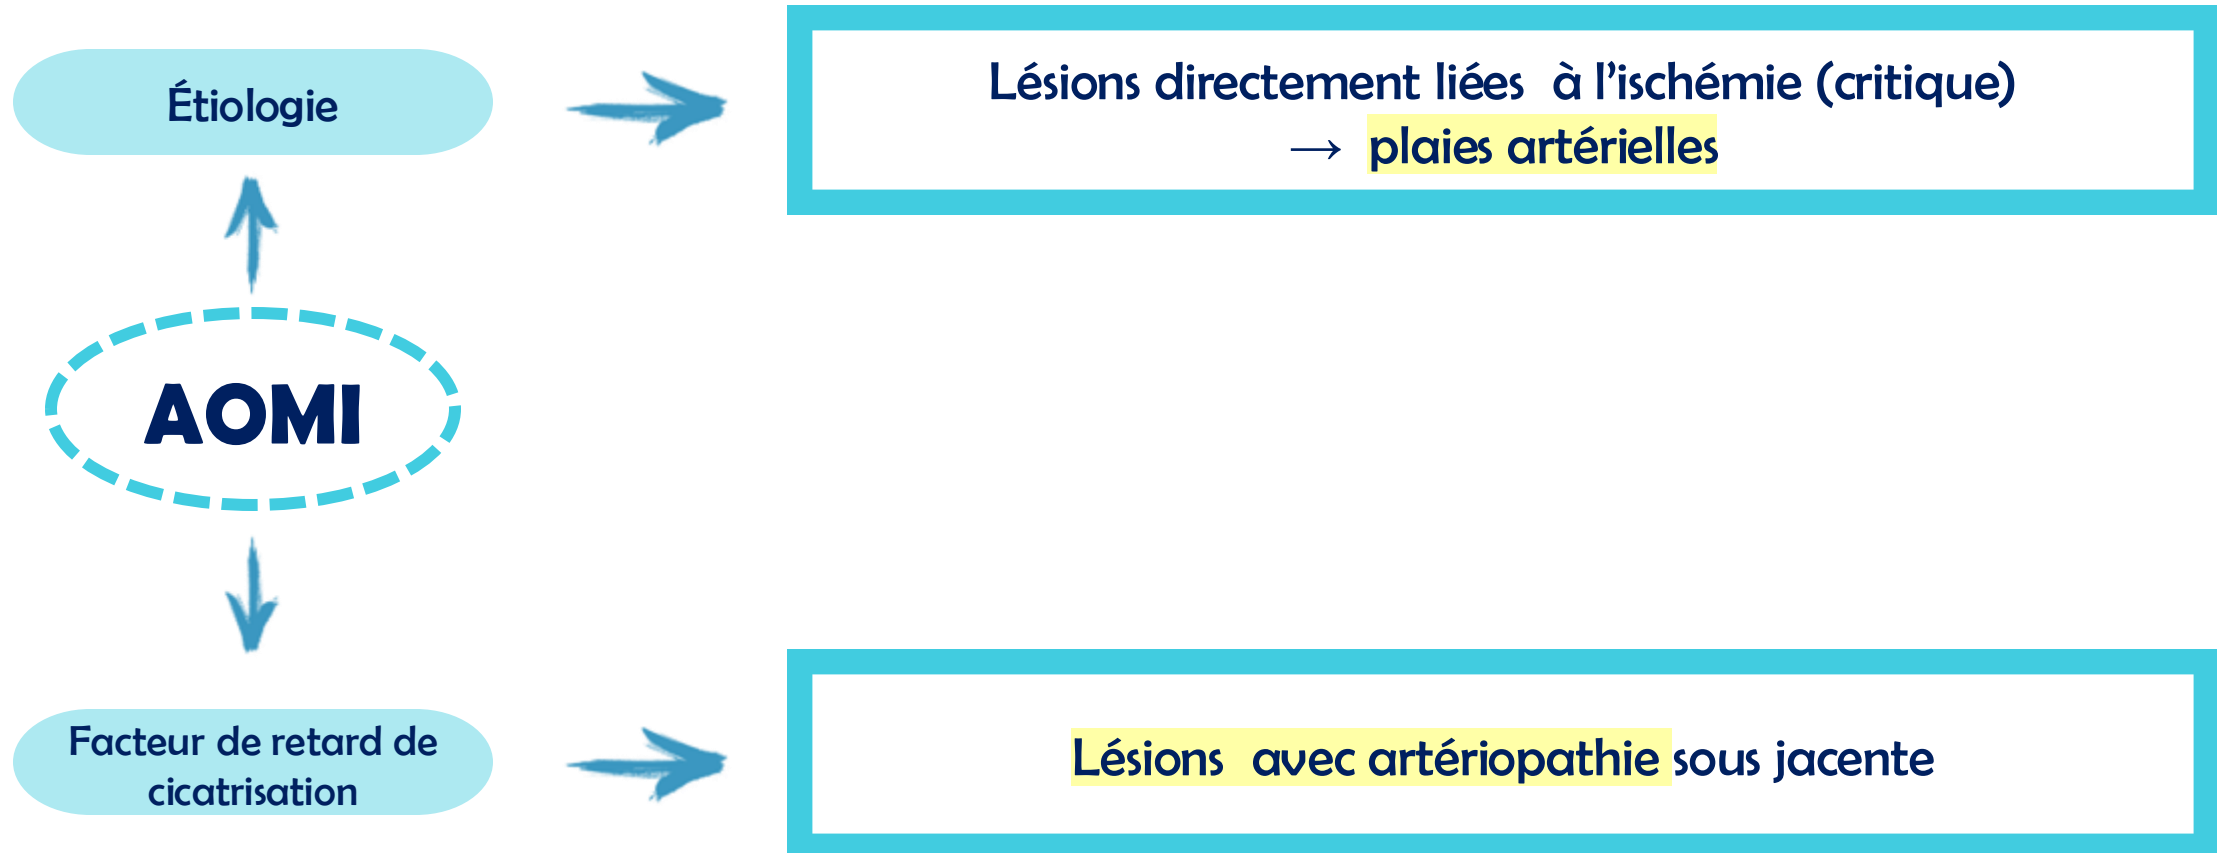 Étiologie
Lésions directement liées à l’ischémie (critique)
→ plaies artérielles
AOMI
Facteur de retard de
cicatrisation
Lésions avec artériopathie sous jacente